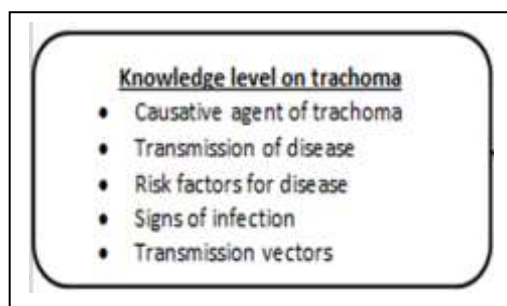 Knowledge level on trachoma
• Causative agent of trachoma
• Transmission of disease
• Risk factors for disease
• Signs of infection
• Transmission vectors